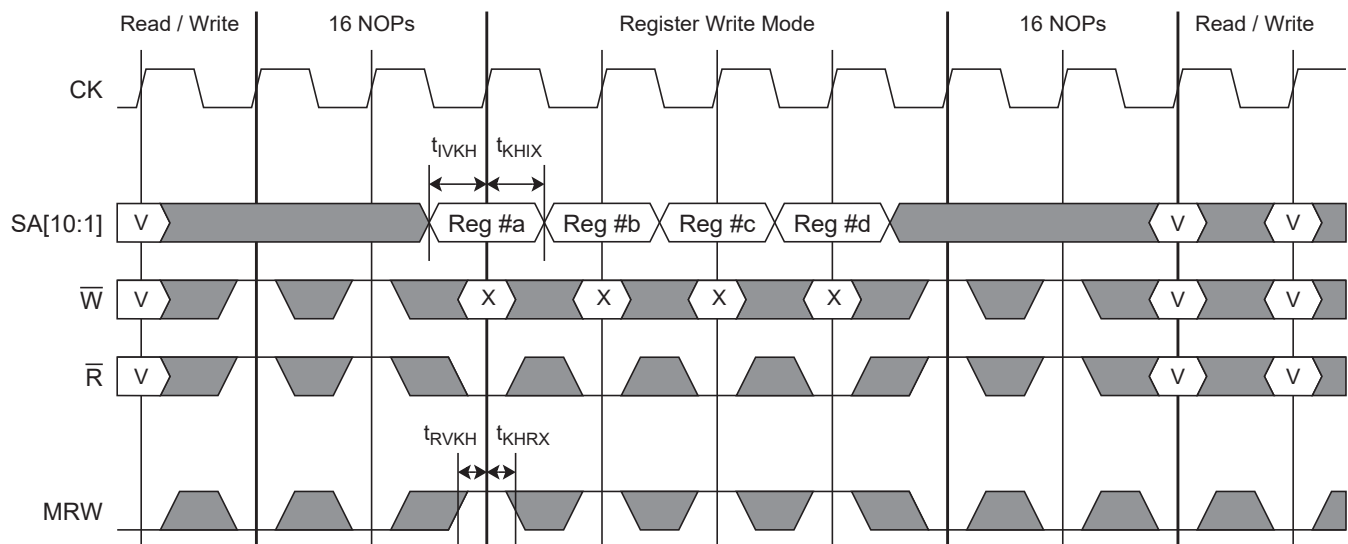 Read / Write 16 NOPs Register Write Mode 16 NOPs Read / Write
CK
tIVKH tKHIX
SA[10:1] V Reg #a Reg #b Reg #c Reg #d V V
W̅ V X X X X V V
R̅ V V V
tRVKH tKHRX
MRW